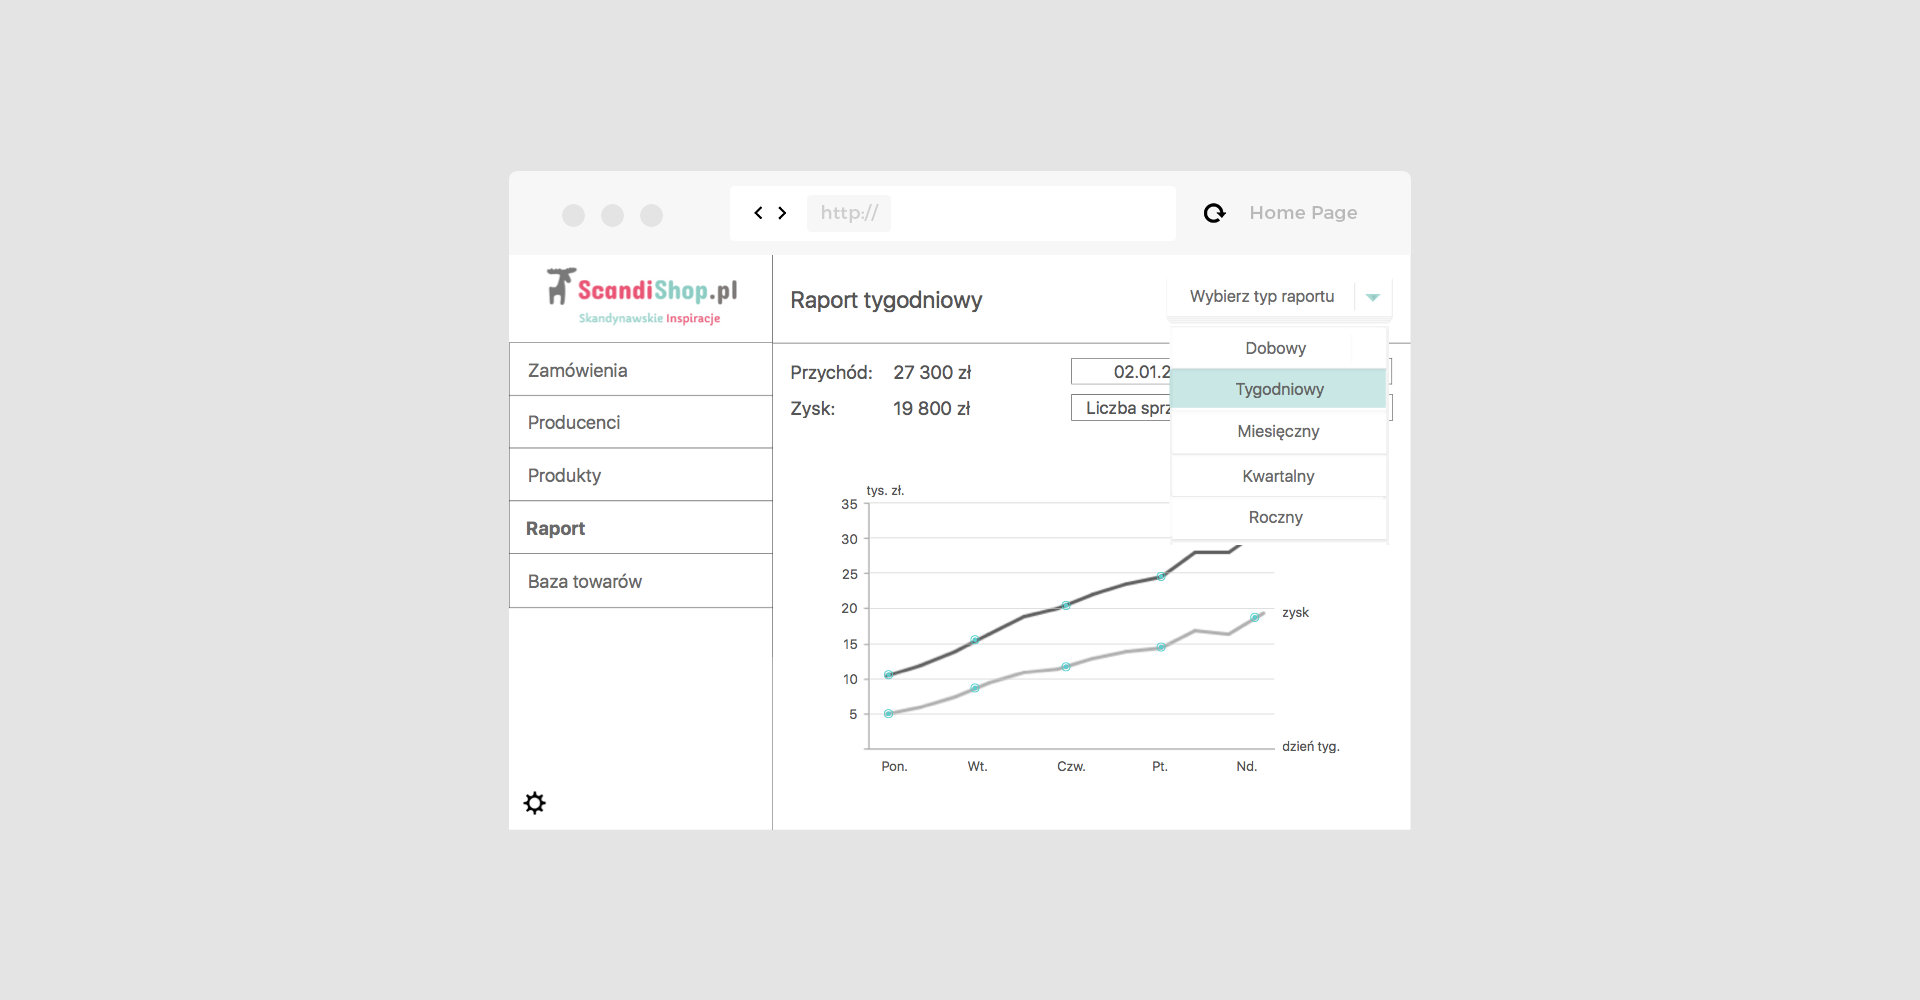 http://
Home Page
ScandiShop.pl
Skandynawskie Inspiracje
Zamówienia
Producenci
Produkty
Raport
Baza towarów
Raport tygodniowy
Wybierz typ raportu
Dobowy
Tygodniowy
Miesięczny
Kwartalny
Roczny
Przychód: 27 300 zł
02.01.2
Zysk: 19 800 zł
Liczba sprz
tys. zł.
35
30
25
20
15
10
5
zysk
dzień tyg.
Pon. Wt. Czw. Pt. Nd.